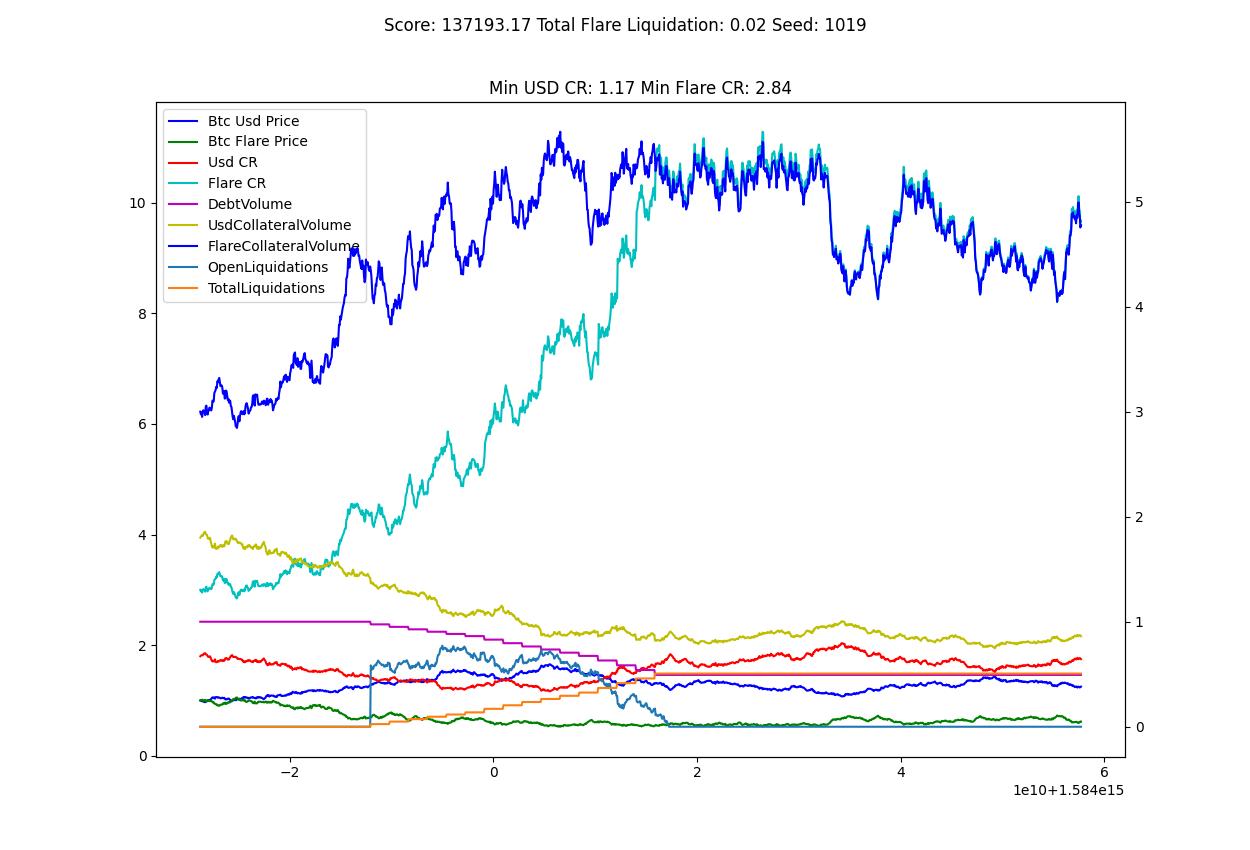 Score: 137193.17 Total Flare Liquidation: 0.02 Seed: 1019
Min USD CR: 1.17 Min Flare CR: 2.84
Btc Usd Price
Btc Flare Price
Usd CR
Flare CR
DebtVolume
UsdCollateralVolume
FlareCollateralVolume
OpenLiquidations
TotalLiquidations
10
8
6
4
2
0
5
4
3
2
1
0
−2
0
2
4
6
1e10+1.584e15